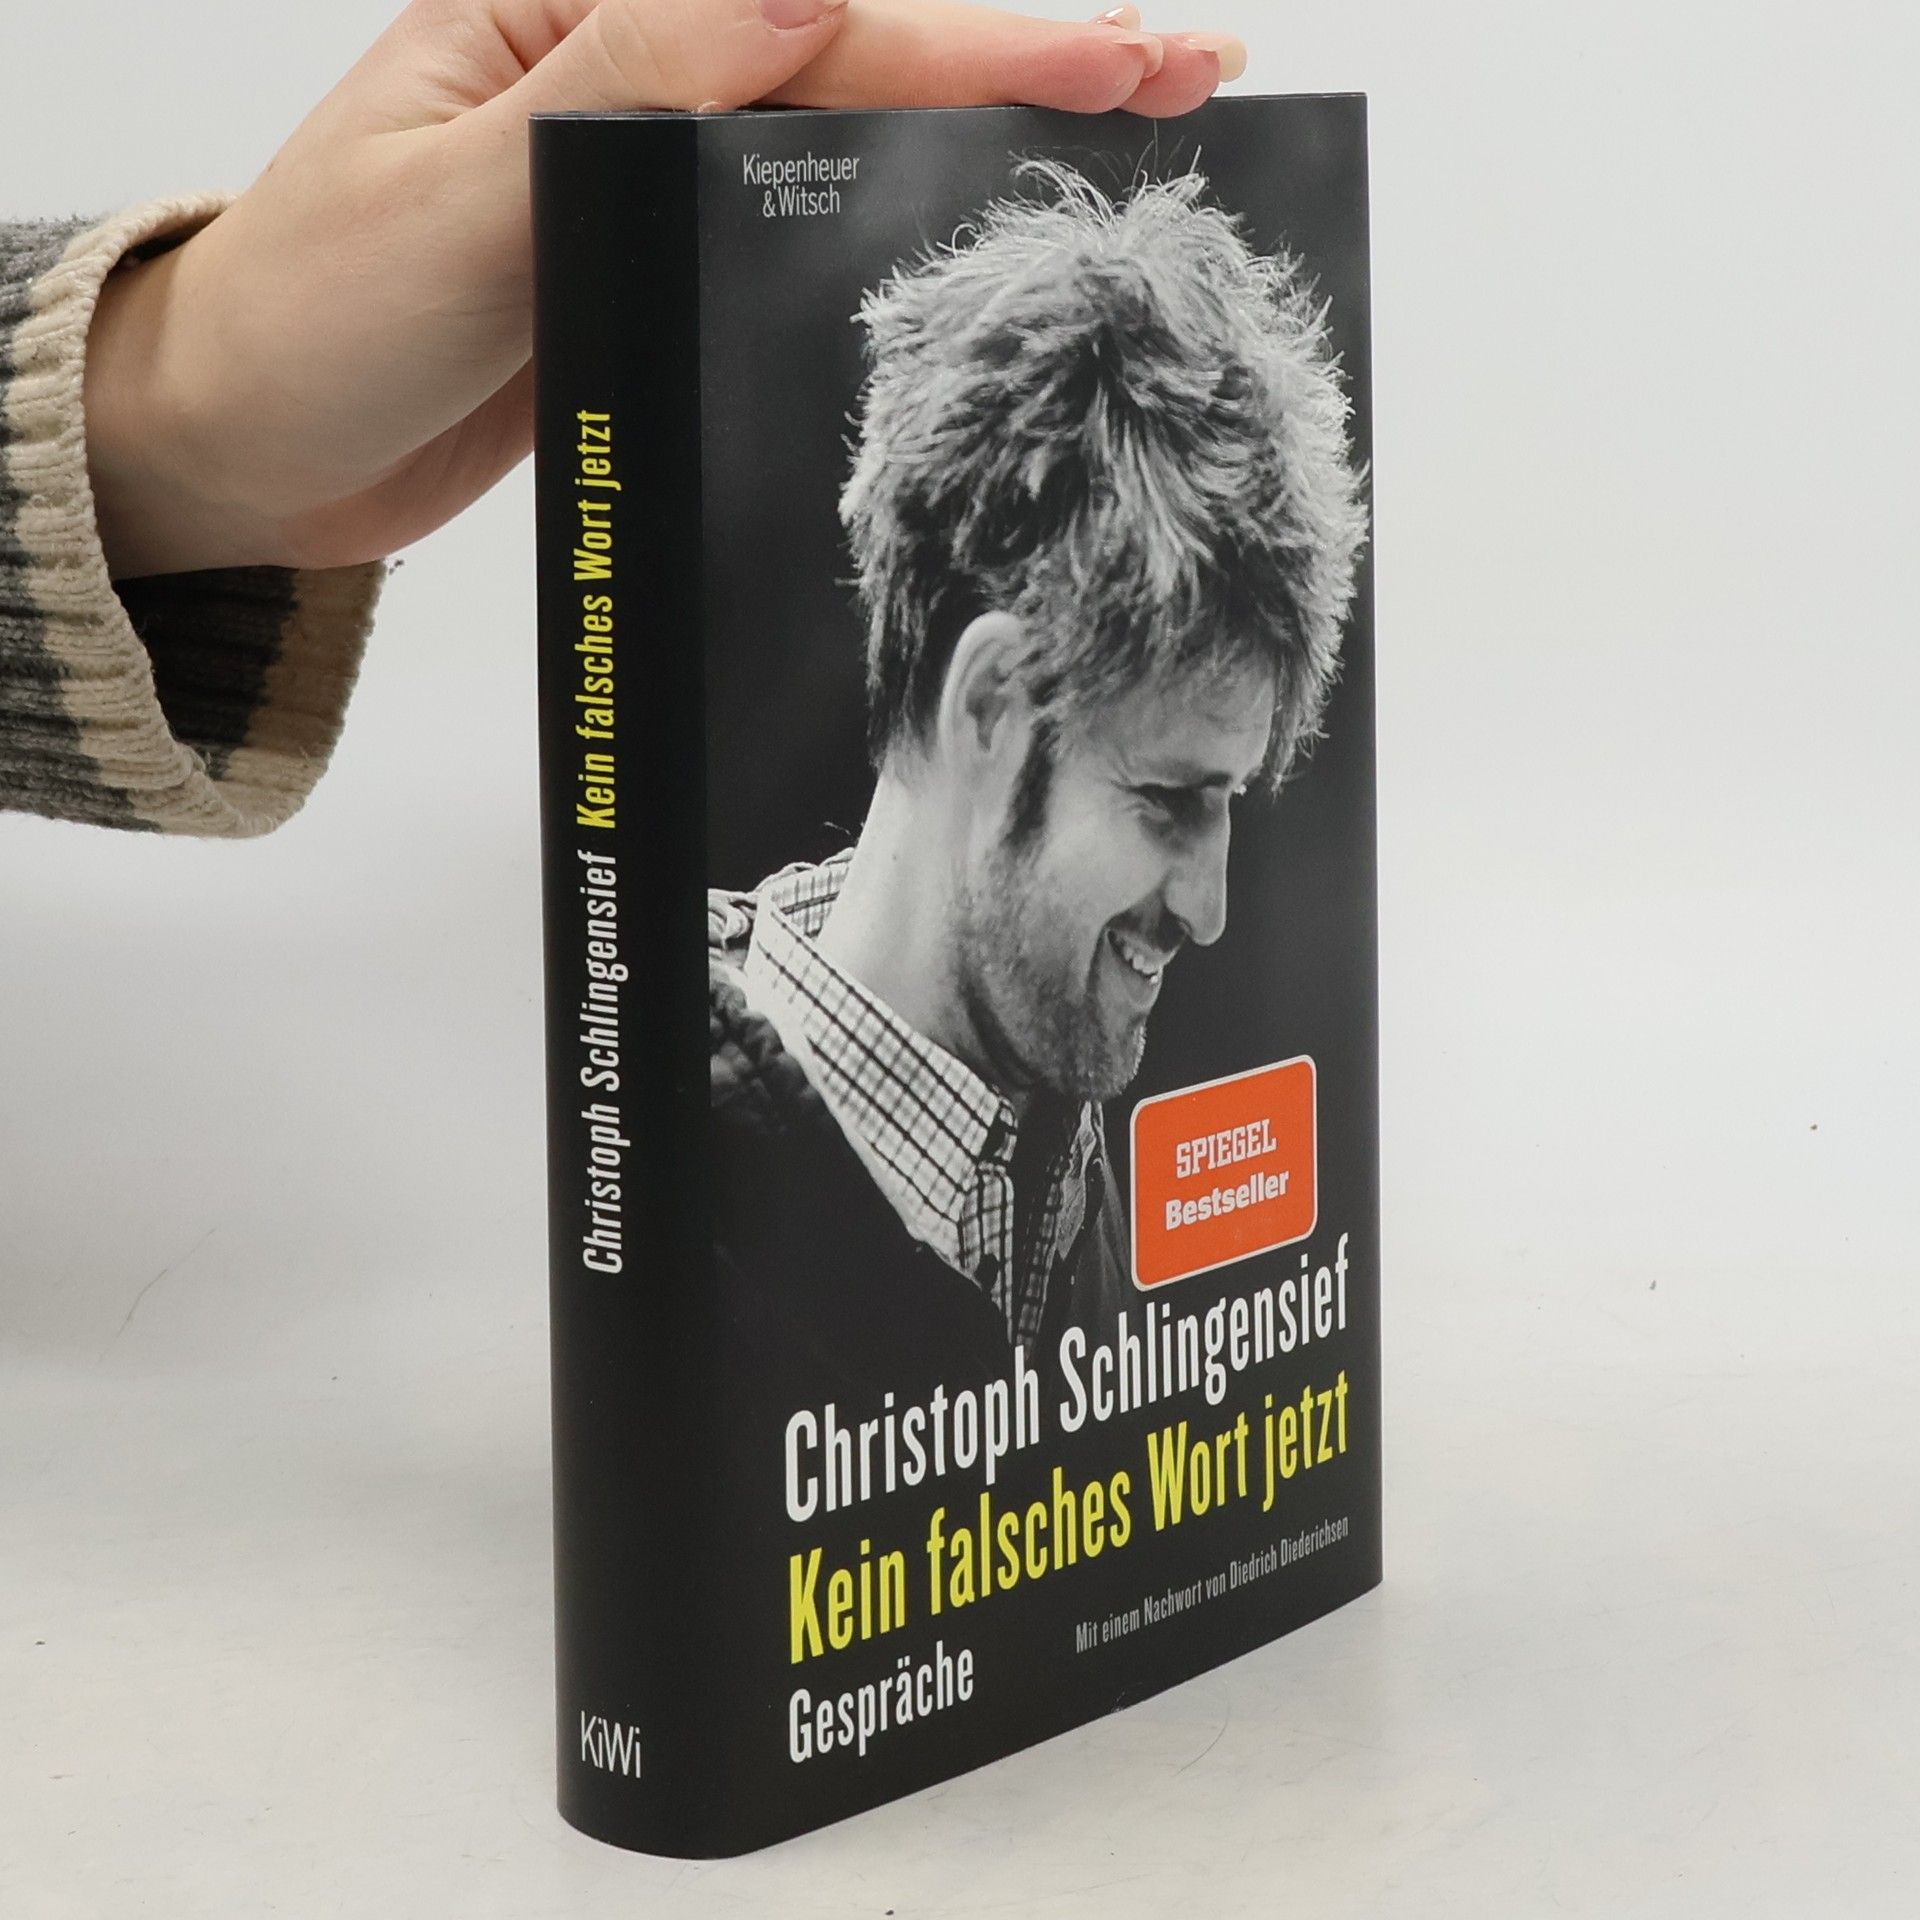 Christoph Schlingensief Kein falsches Wort jetzt
KiWi
Kiepenheuer
& Witsch
SPIEGEL
Bestseller
Christoph Schlingensief
Kein falsches Wort jetzt
Mit einem Nachwort von Diedrich Diederichsen
Gespräche